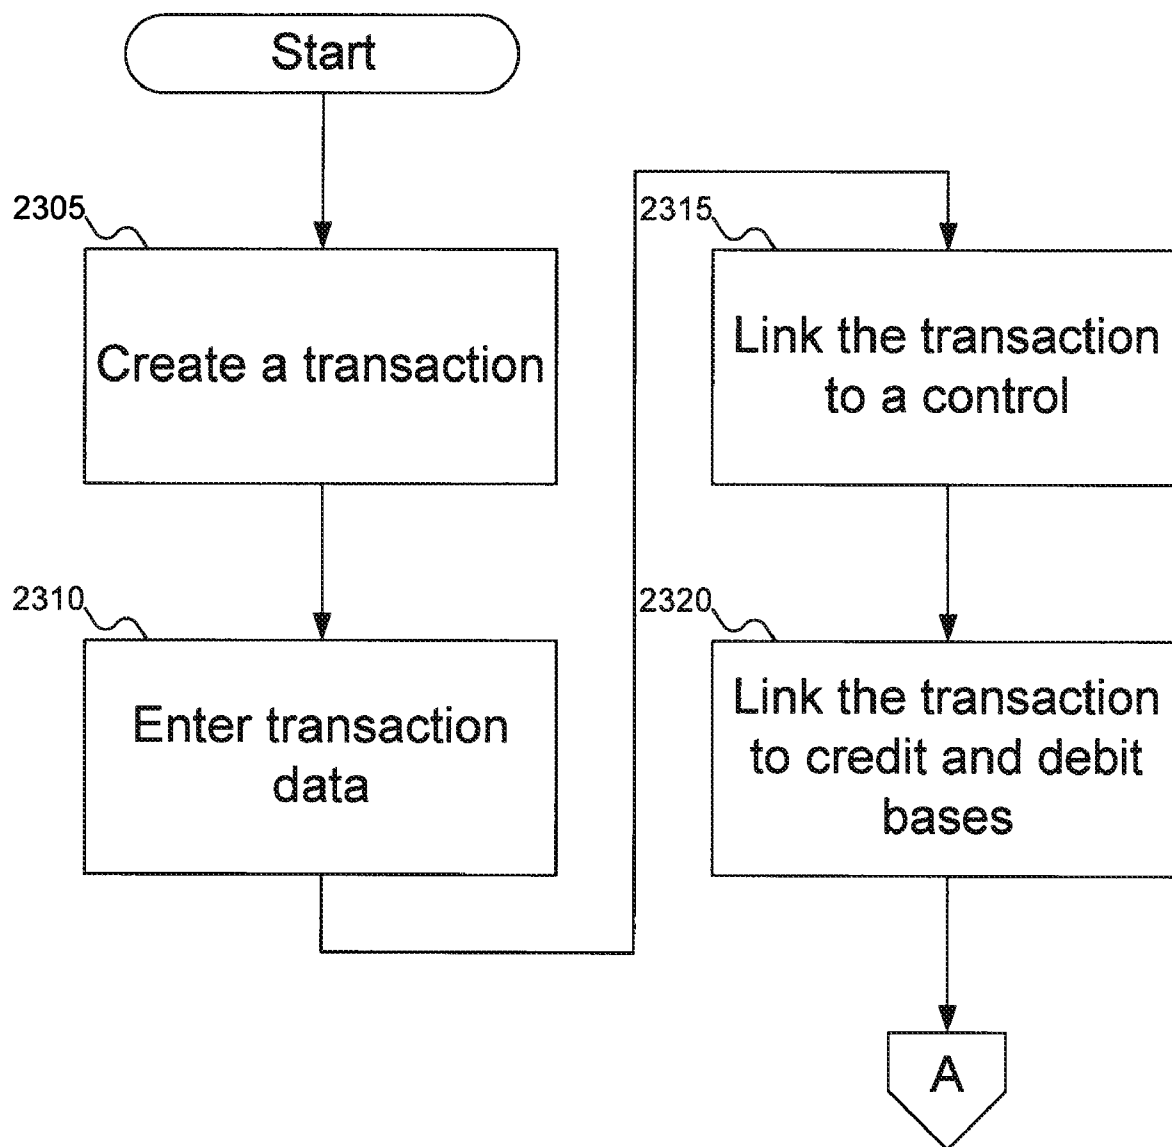 Start
2305
Create a transaction
2310
Enter transaction
data
2315
Link the transaction
to a control
2320
Link the transaction
to credit and debit
bases
A